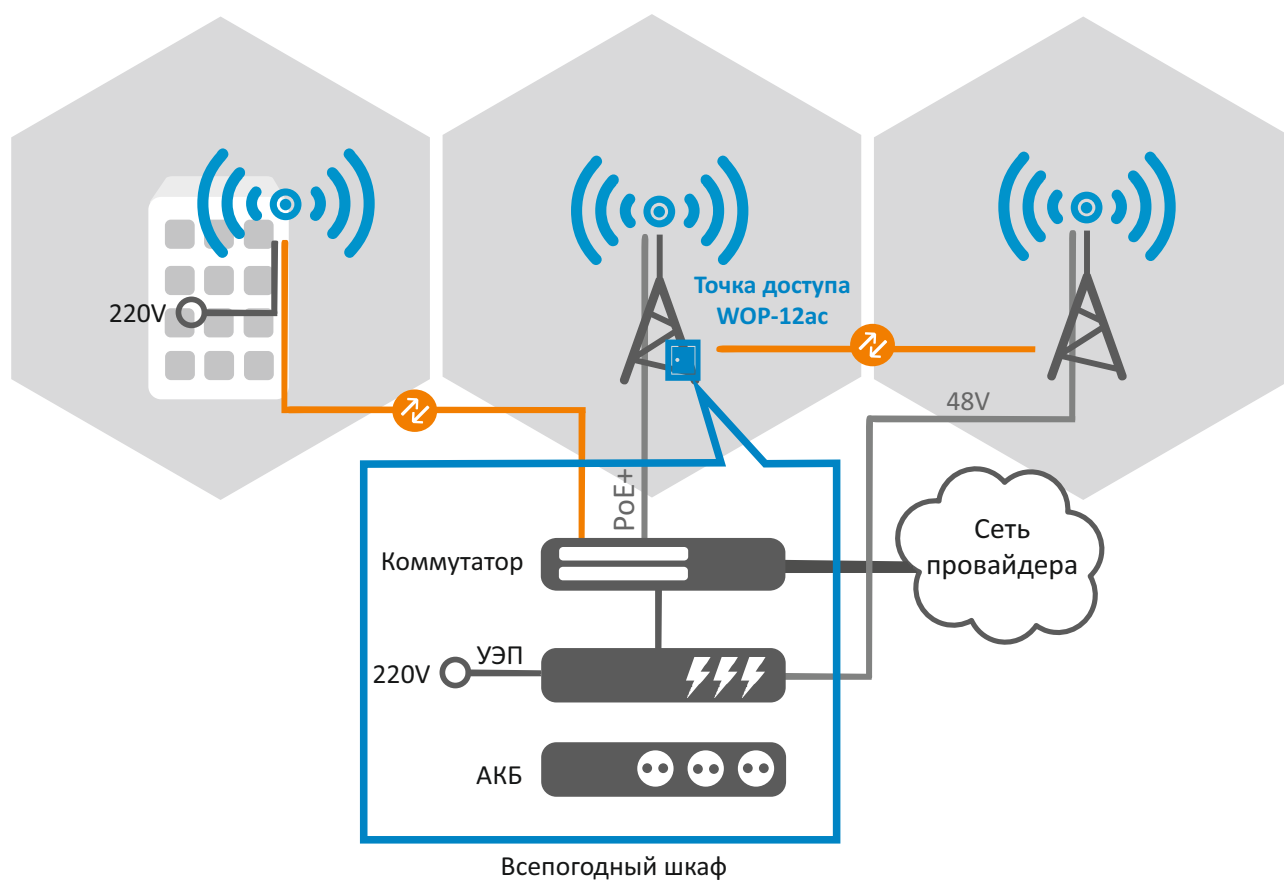 220V
Точка доступа
WOP-12ac
48V
PoE+
Коммутатор
Сеть
провайдера
УЭП
220V
АКБ
Всепогодный шкаф